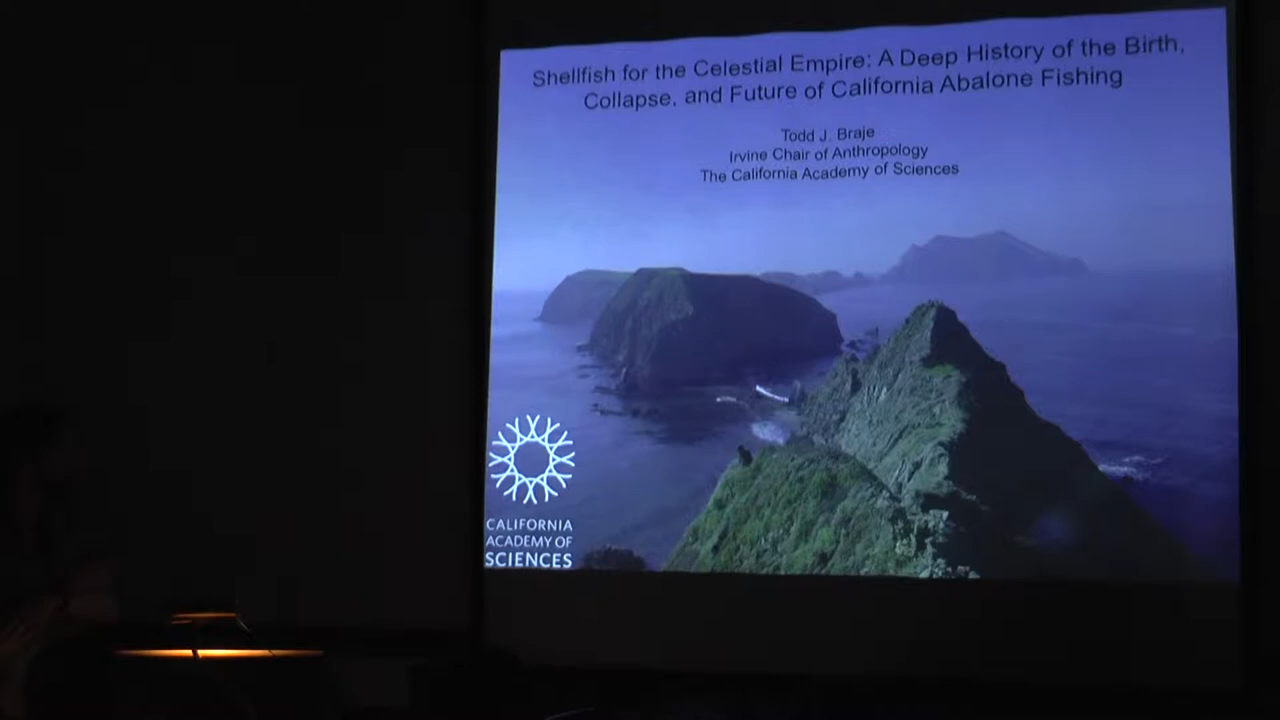 Shellfish for the Celestial Empire: A Deep History of the Birth,
Collapse, and Future of California Abalone Fishing
Todd J. Braje
Irvine Chair of Anthropology
The California Academy of Sciences
CALIFORNIA
ACADEMY OF
SCIENCES